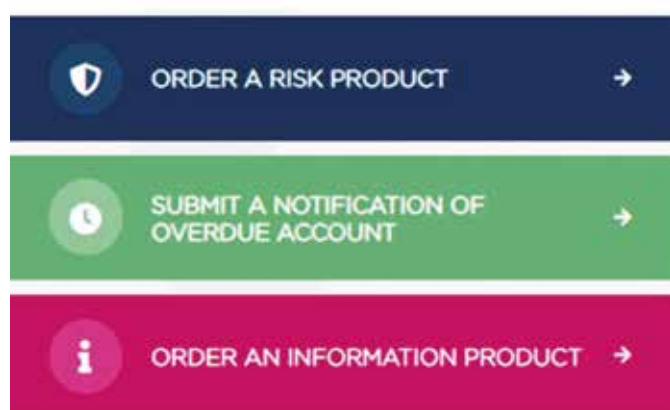 ORDER A RISK PRODUCT
SUBMIT A NOTIFICATION OF
OVERDUE ACCOUNT
ORDER AN INFORMATION PRODUCT